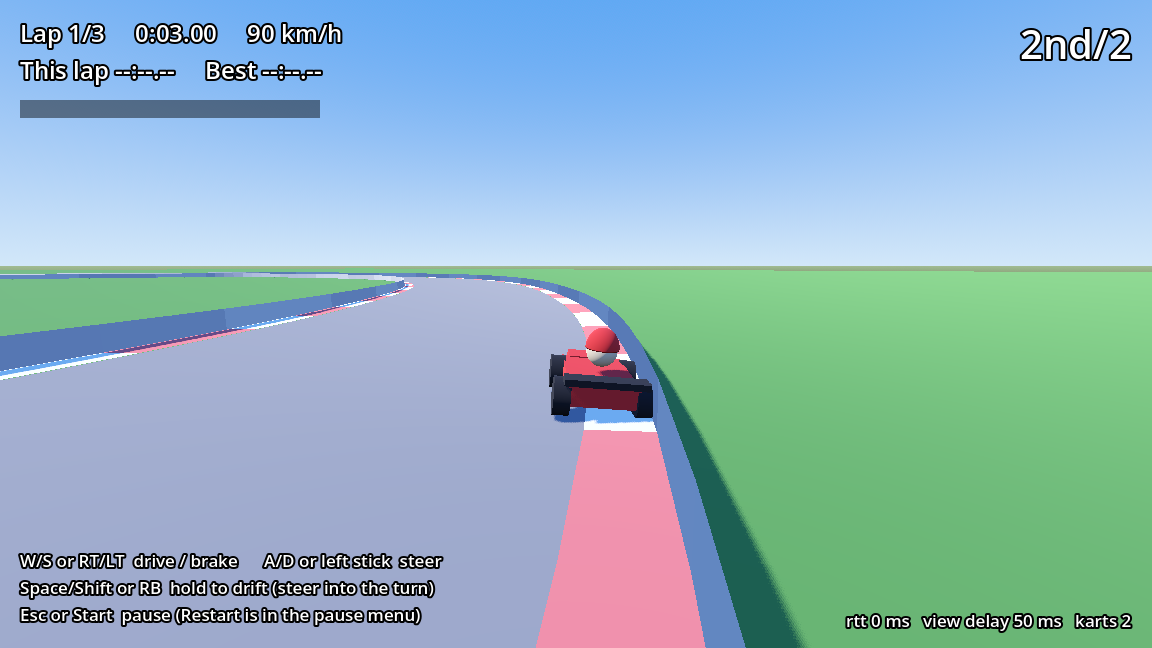 Lap 1/3 0:03.00 90 km/h
2nd/2
This lap --:--.-- Best --:--.--
W/S or RT/LT drive / brake A/D or left stick steer
Space/Shift or RB hold to drift (steer into the turn)
Esc or Start pause (Restart is in the pause menu)
rtt 0 ms view delay 50 ms karts 2